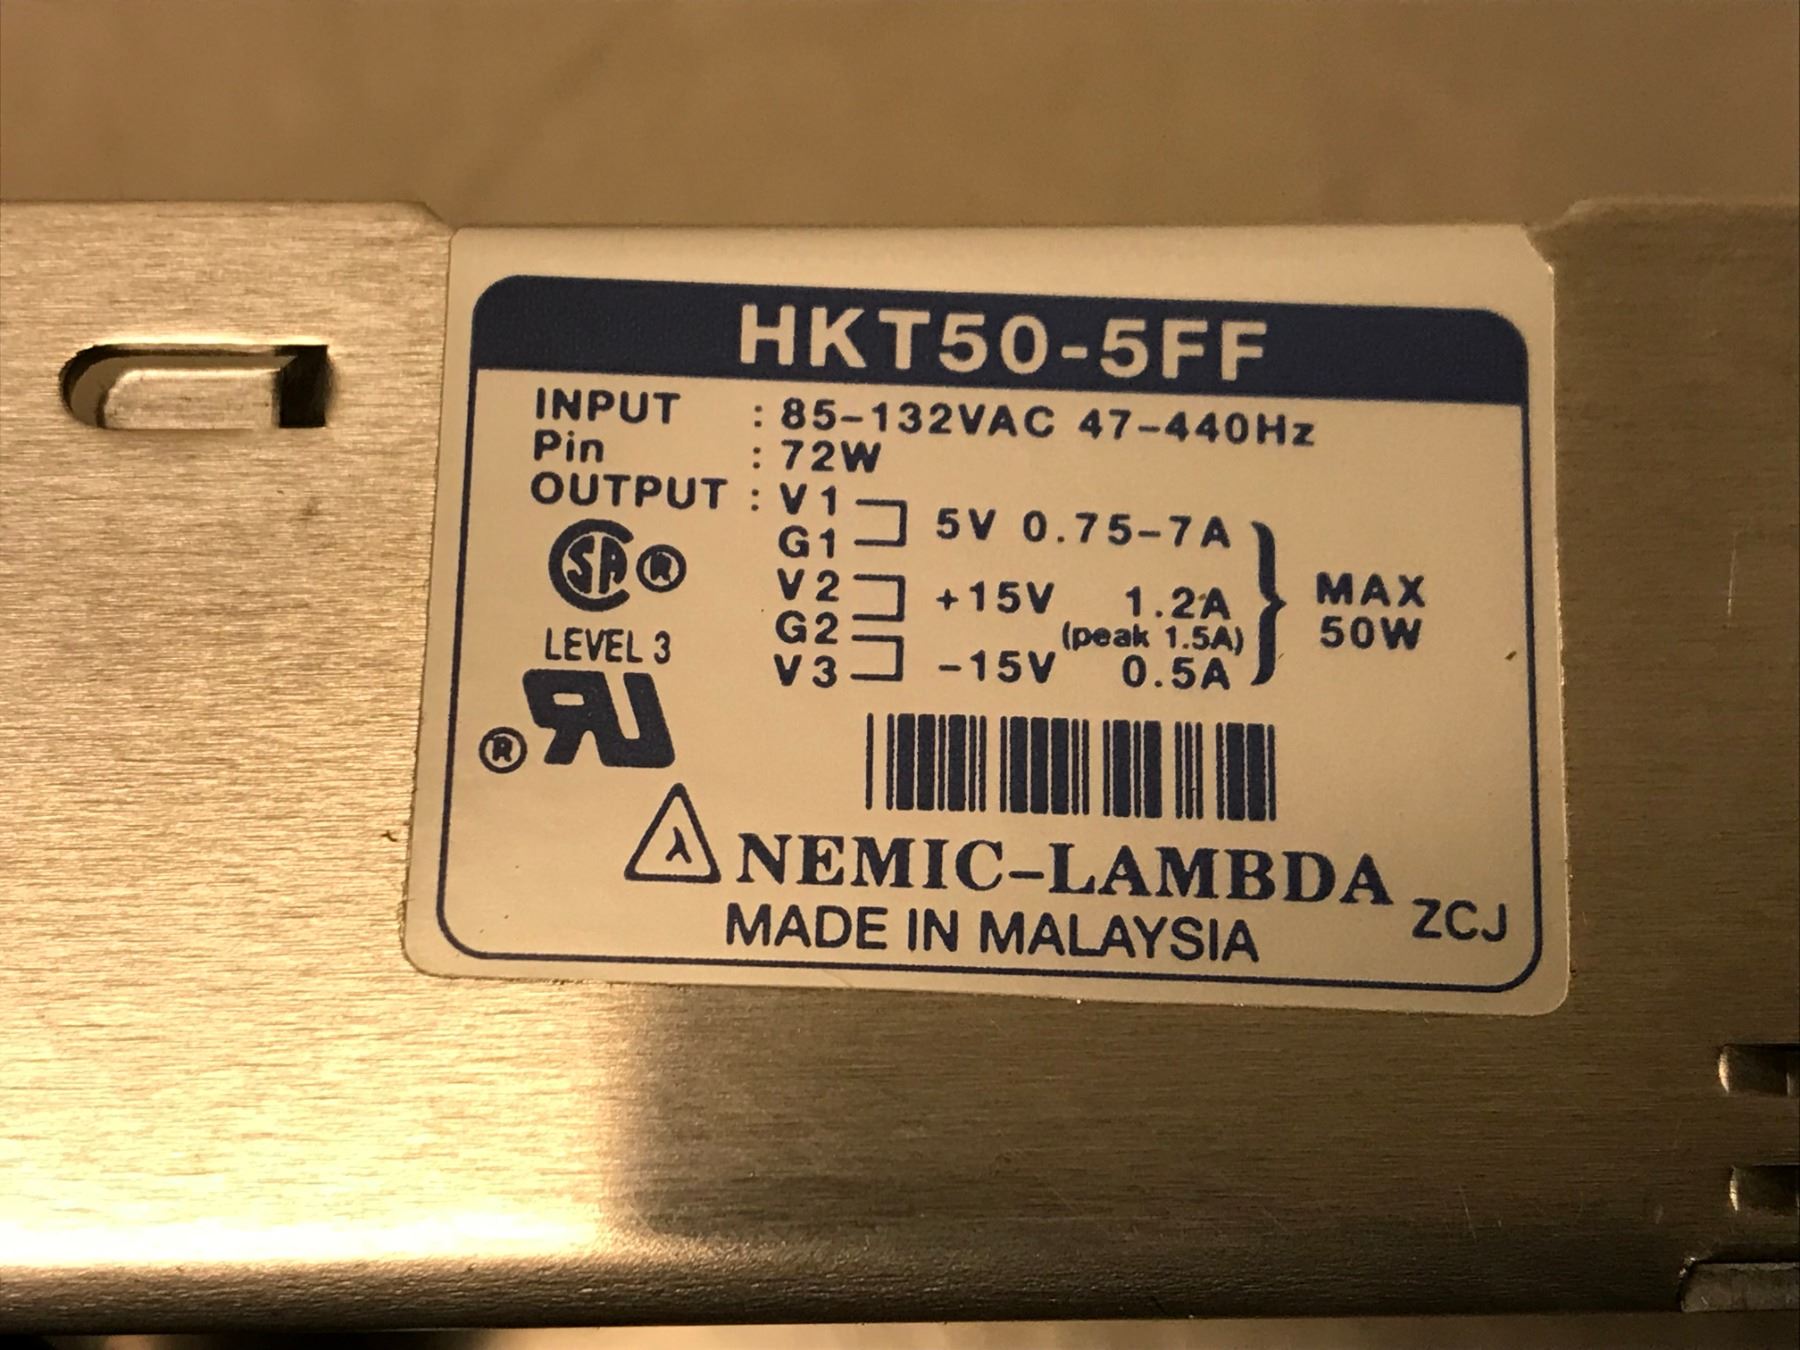 HKT50-5FF
INPUT : 85-132VAC 47-440Hz
Pin : 72W
OUTPUT : V1
G1
5V 0.75-7A
V2
G2
V3
+15V 1.2A
(peak 1.5A)
-15V 0.5A
MAX
50W
SA ®
LEVEL 3
RU
®
λ NEMIC-LAMBDA
ZCJ
MADE IN MALAYSIA